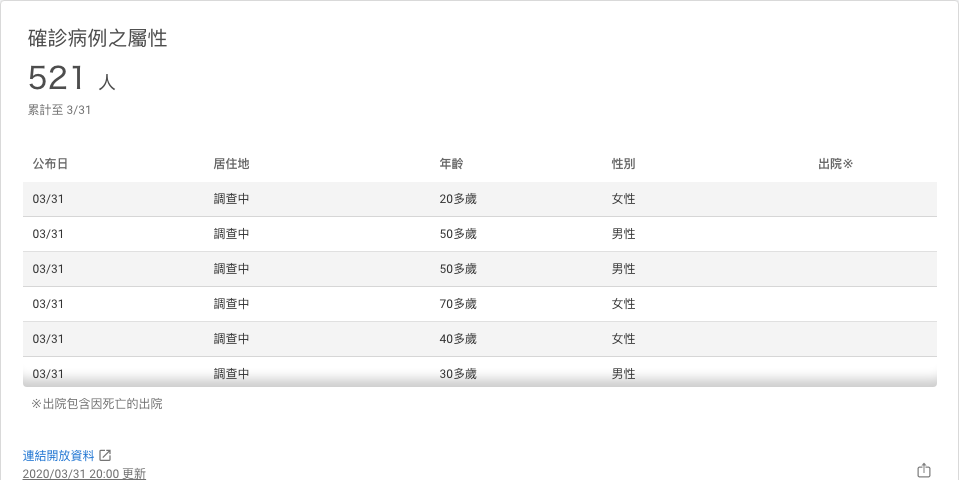 確診病例之屬性
521 人
累計至 3/31
公布日 居住地 年齡 性別 出院※
03/31 調查中 20多歲 女性
03/31 調查中 50多歲 男性
03/31 調查中 50多歲 男性
03/31 調查中 70多歲 女性
03/31 調查中 40多歲 女性
03/31 調查中 30多歲 男性
※出院包含因死亡的出院
連結開放資料
2020/03/31 20:00 更新